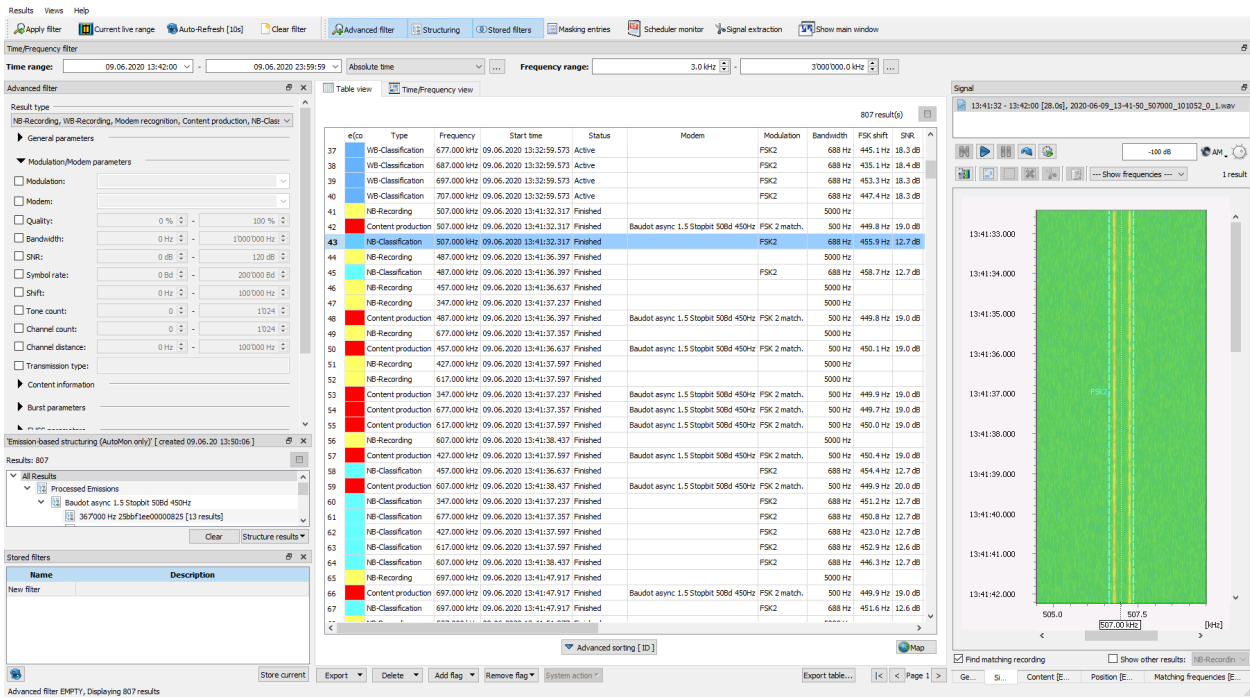 Results Views Help
Apply filter Current live range Auto-Refresh [10s] Clear filter Advanced filter Structuring Stored filters Masking entries Scheduler monitor Signal extraction Show main window
Time/Frequency filter
Time range: 09.06.2020 13:42:00 - 09.06.2020 23:59:59 Absolute time ... Frequency range: 3.0 kHz - 3'000'000.0 kHz ...
Advanced filter
Result type
NB-Recording, WB-Recording, Modem recognition, Content production, NB-Class
General parameters
Modulation/Modem parameters
Modulation:
Modem:
Quality: 0 % - 100 %
Bandwidth: 0 Hz - 1'000'000 Hz
SNR: 0 dB - 120 dB
Symbol rate: 0 Bd - 200'000 Bd
Shift: 0 Hz - 100'000 Hz
Tone count: 0 - 1'024
Channel count: 0 - 1'024
Channel distance: 0 Hz - 100'000 Hz
Transmission type:
Content information
Burst parameters
'Emission-based structuring (AutoMon only)' [ created 09.06.20 13:50:06 ]
Results: 807
All Results
Processed Emissions
Baudot async 1.5 Stopbit 50Bd 450Hz
367'000 Hz 25bbf1ee00000825 [13 results]
Clear Structure results
Stored filters
Name Description
New filter
Store current
Advanced filter EMPTY, Displaying 807 results
Table view Time/Frequency view
807 result(s)
e(co Type Frequency Start time Status Modem Modulation Bandwidth FSK shift SNR
37 WB-Classification 677.000 kHz 09.06.2020 13:32:59.573 Active FSK2 688 Hz 445.1 Hz 18.3 dB
38 WB-Classification 687.000 kHz 09.06.2020 13:32:59.573 Active FSK2 688 Hz 435.1 Hz 18.4 dB
39 WB-Classification 697.000 kHz 09.06.2020 13:32:59.573 Active FSK2 688 Hz 453.3 Hz 18.3 dB
40 WB-Classification 707.000 kHz 09.06.2020 13:32:59.573 Active FSK2 688 Hz 447.4 Hz 18.3 dB
41 NB-Recording 507.000 kHz 09.06.2020 13:41:32.317 Finished 5000 Hz
42 Content production 507.000 kHz 09.06.2020 13:41:32.317 Finished Baudot async 1.5 Stopbit 50Bd 450Hz FSK 2 match. 500 Hz 449.8 Hz 19.0 dB
43 NB-Classification 507.000 kHz 09.06.2020 13:41:32.317 Finished FSK2 688 Hz 455.9 Hz 12.7 dB
44 NB-Recording 487.000 kHz 09.06.2020 13:41:36.397 Finished 5000 Hz
45 NB-Classification 487.000 kHz 09.06.2020 13:41:36.397 Finished FSK2 688 Hz 458.7 Hz 12.7 dB
46 NB-Recording 457.000 kHz 09.06.2020 13:41:36.637 Finished 5000 Hz
47 NB-Recording 347.000 kHz 09.06.2020 13:41:37.237 Finished 5000 Hz
48 Content production 487.000 kHz 09.06.2020 13:41:36.397 Finished Baudot async 1.5 Stopbit 50Bd 450Hz FSK 2 match. 500 Hz 449.8 Hz 19.0 dB
49 NB-Recording 677.000 kHz 09.06.2020 13:41:37.357 Finished 5000 Hz
50 Content production 457.000 kHz 09.06.2020 13:41:36.637 Finished Baudot async 1.5 Stopbit 50Bd 450Hz FSK 2 match. 500 Hz 450.1 Hz 19.0 dB
51 NB-Recording 427.000 kHz 09.06.2020 13:41:37.597 Finished 5000 Hz
52 NB-Recording 617.000 kHz 09.06.2020 13:41:37.597 Finished 5000 Hz
53 Content production 347.000 kHz 09.06.2020 13:41:37.237 Finished Baudot async 1.5 Stopbit 50Bd 450Hz FSK 2 match. 500 Hz 449.9 Hz 19.0 dB
54 Content production 677.000 kHz 09.06.2020 13:41:37.357 Finished Baudot async 1.5 Stopbit 50Bd 450Hz FSK 2 match. 500 Hz 449.7 Hz 19.0 dB
55 Content production 617.000 kHz 09.06.2020 13:41:37.597 Finished Baudot async 1.5 Stopbit 50Bd 450Hz FSK 2 match. 500 Hz 450.0 Hz 19.0 dB
56 NB-Recording 607.000 kHz 09.06.2020 13:41:38.437 Finished 5000 Hz
57 Content production 427.000 kHz 09.06.2020 13:41:37.597 Finished Baudot async 1.5 Stopbit 50Bd 450Hz FSK 2 match. 500 Hz 450.4 Hz 19.0 dB
58 NB-Classification 457.000 kHz 09.06.2020 13:41:36.637 Finished FSK2 688 Hz 454.4 Hz 12.7 dB
59 Content production 607.000 kHz 09.06.2020 13:41:38.437 Finished Baudot async 1.5 Stopbit 50Bd 450Hz FSK 2 match. 500 Hz 449.9 Hz 20.0 dB
60 NB-Classification 347.000 kHz 09.06.2020 13:41:37.237 Finished FSK2 688 Hz 451.2 Hz 12.7 dB
61 NB-Classification 677.000 kHz 09.06.2020 13:41:37.357 Finished FSK2 688 Hz 450.8 Hz 12.7 dB
62 NB-Classification 427.000 kHz 09.06.2020 13:41:37.597 Finished FSK2 688 Hz 423.0 Hz 12.7 dB
63 NB-Classification 617.000 kHz 09.06.2020 13:41:37.597 Finished FSK2 688 Hz 452.9 Hz 12.6 dB
64 NB-Classification 607.000 kHz 09.06.2020 13:41:38.437 Finished FSK2 688 Hz 446.3 Hz 12.7 dB
65 NB-Recording 697.000 kHz 09.06.2020 13:41:47.917 Finished 5000 Hz
66 Content production 697.000 kHz 09.06.2020 13:41:47.917 Finished Baudot async 1.5 Stopbit 50Bd 450Hz FSK 2 match. 500 Hz 449.9 Hz 19.0 dB
67 NB-Classification 697.000 kHz 09.06.2020 13:41:47.917 Finished FSK2 688 Hz 451.6 Hz 12.6 dB
Advanced sorting [ ID ] Map
Export Delete Add flag Remove flag System action Export table... |< < Page 1 >
Signal
13:41:32 - 13:42:00 [28.0s], 2020-06-09_13-41-50_507000_101052_0_1.wav
-100 dB AM
--- Show frequencies --- 1 result
13:41:33.000
13:41:34.000
13:41:35.000
13:41:36.000
13:41:37.000
FSK2
13:41:38.000
13:41:39.000
13:41:40.000
13:41:41.000
13:41:42.000
505.0 507.5
507.00 kHz [kHz]
Find matching recording Show other results: NB-Recordin
Ge... Si... Content [E... Position [E... Matching frequencies [E...